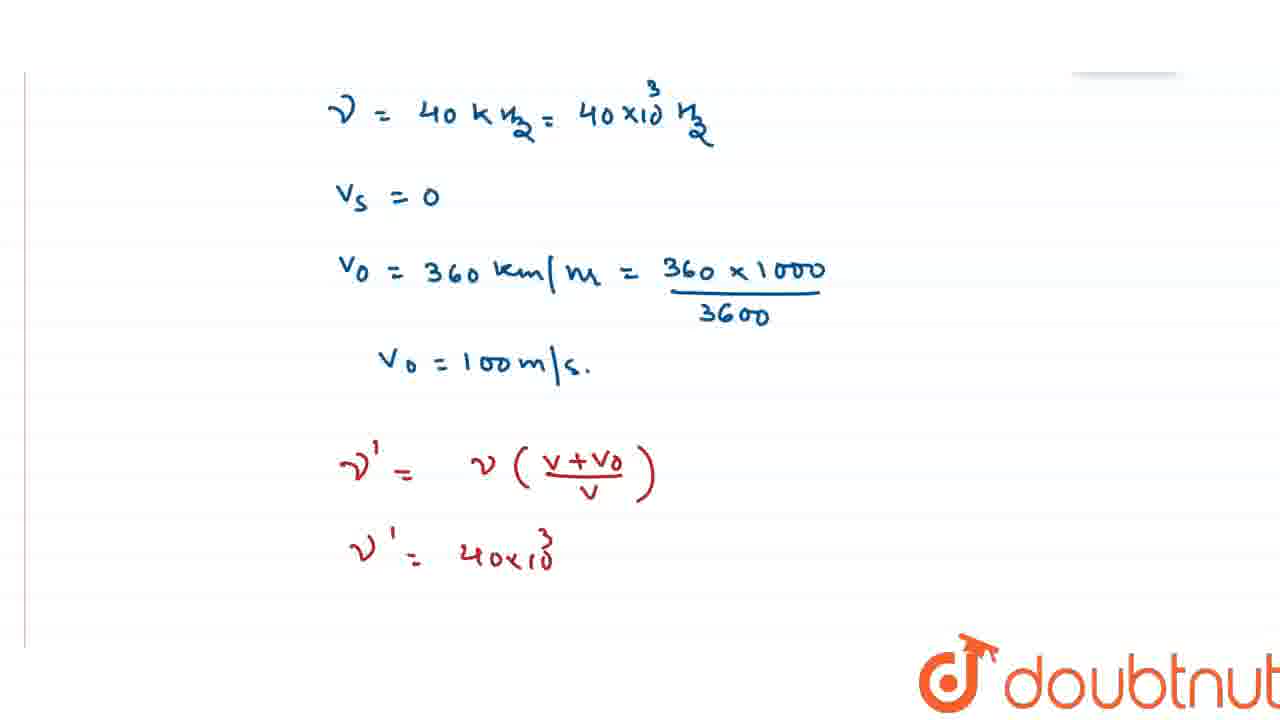 ν = 40 kHz = 40×10³ Hz
Vs = 0
V0 = 360 km/m = 360 × 1000 / 3600
V0 = 100 m/s.
ν' = ν ( V + V0 / V )
ν' = 40×10³
doubtnut